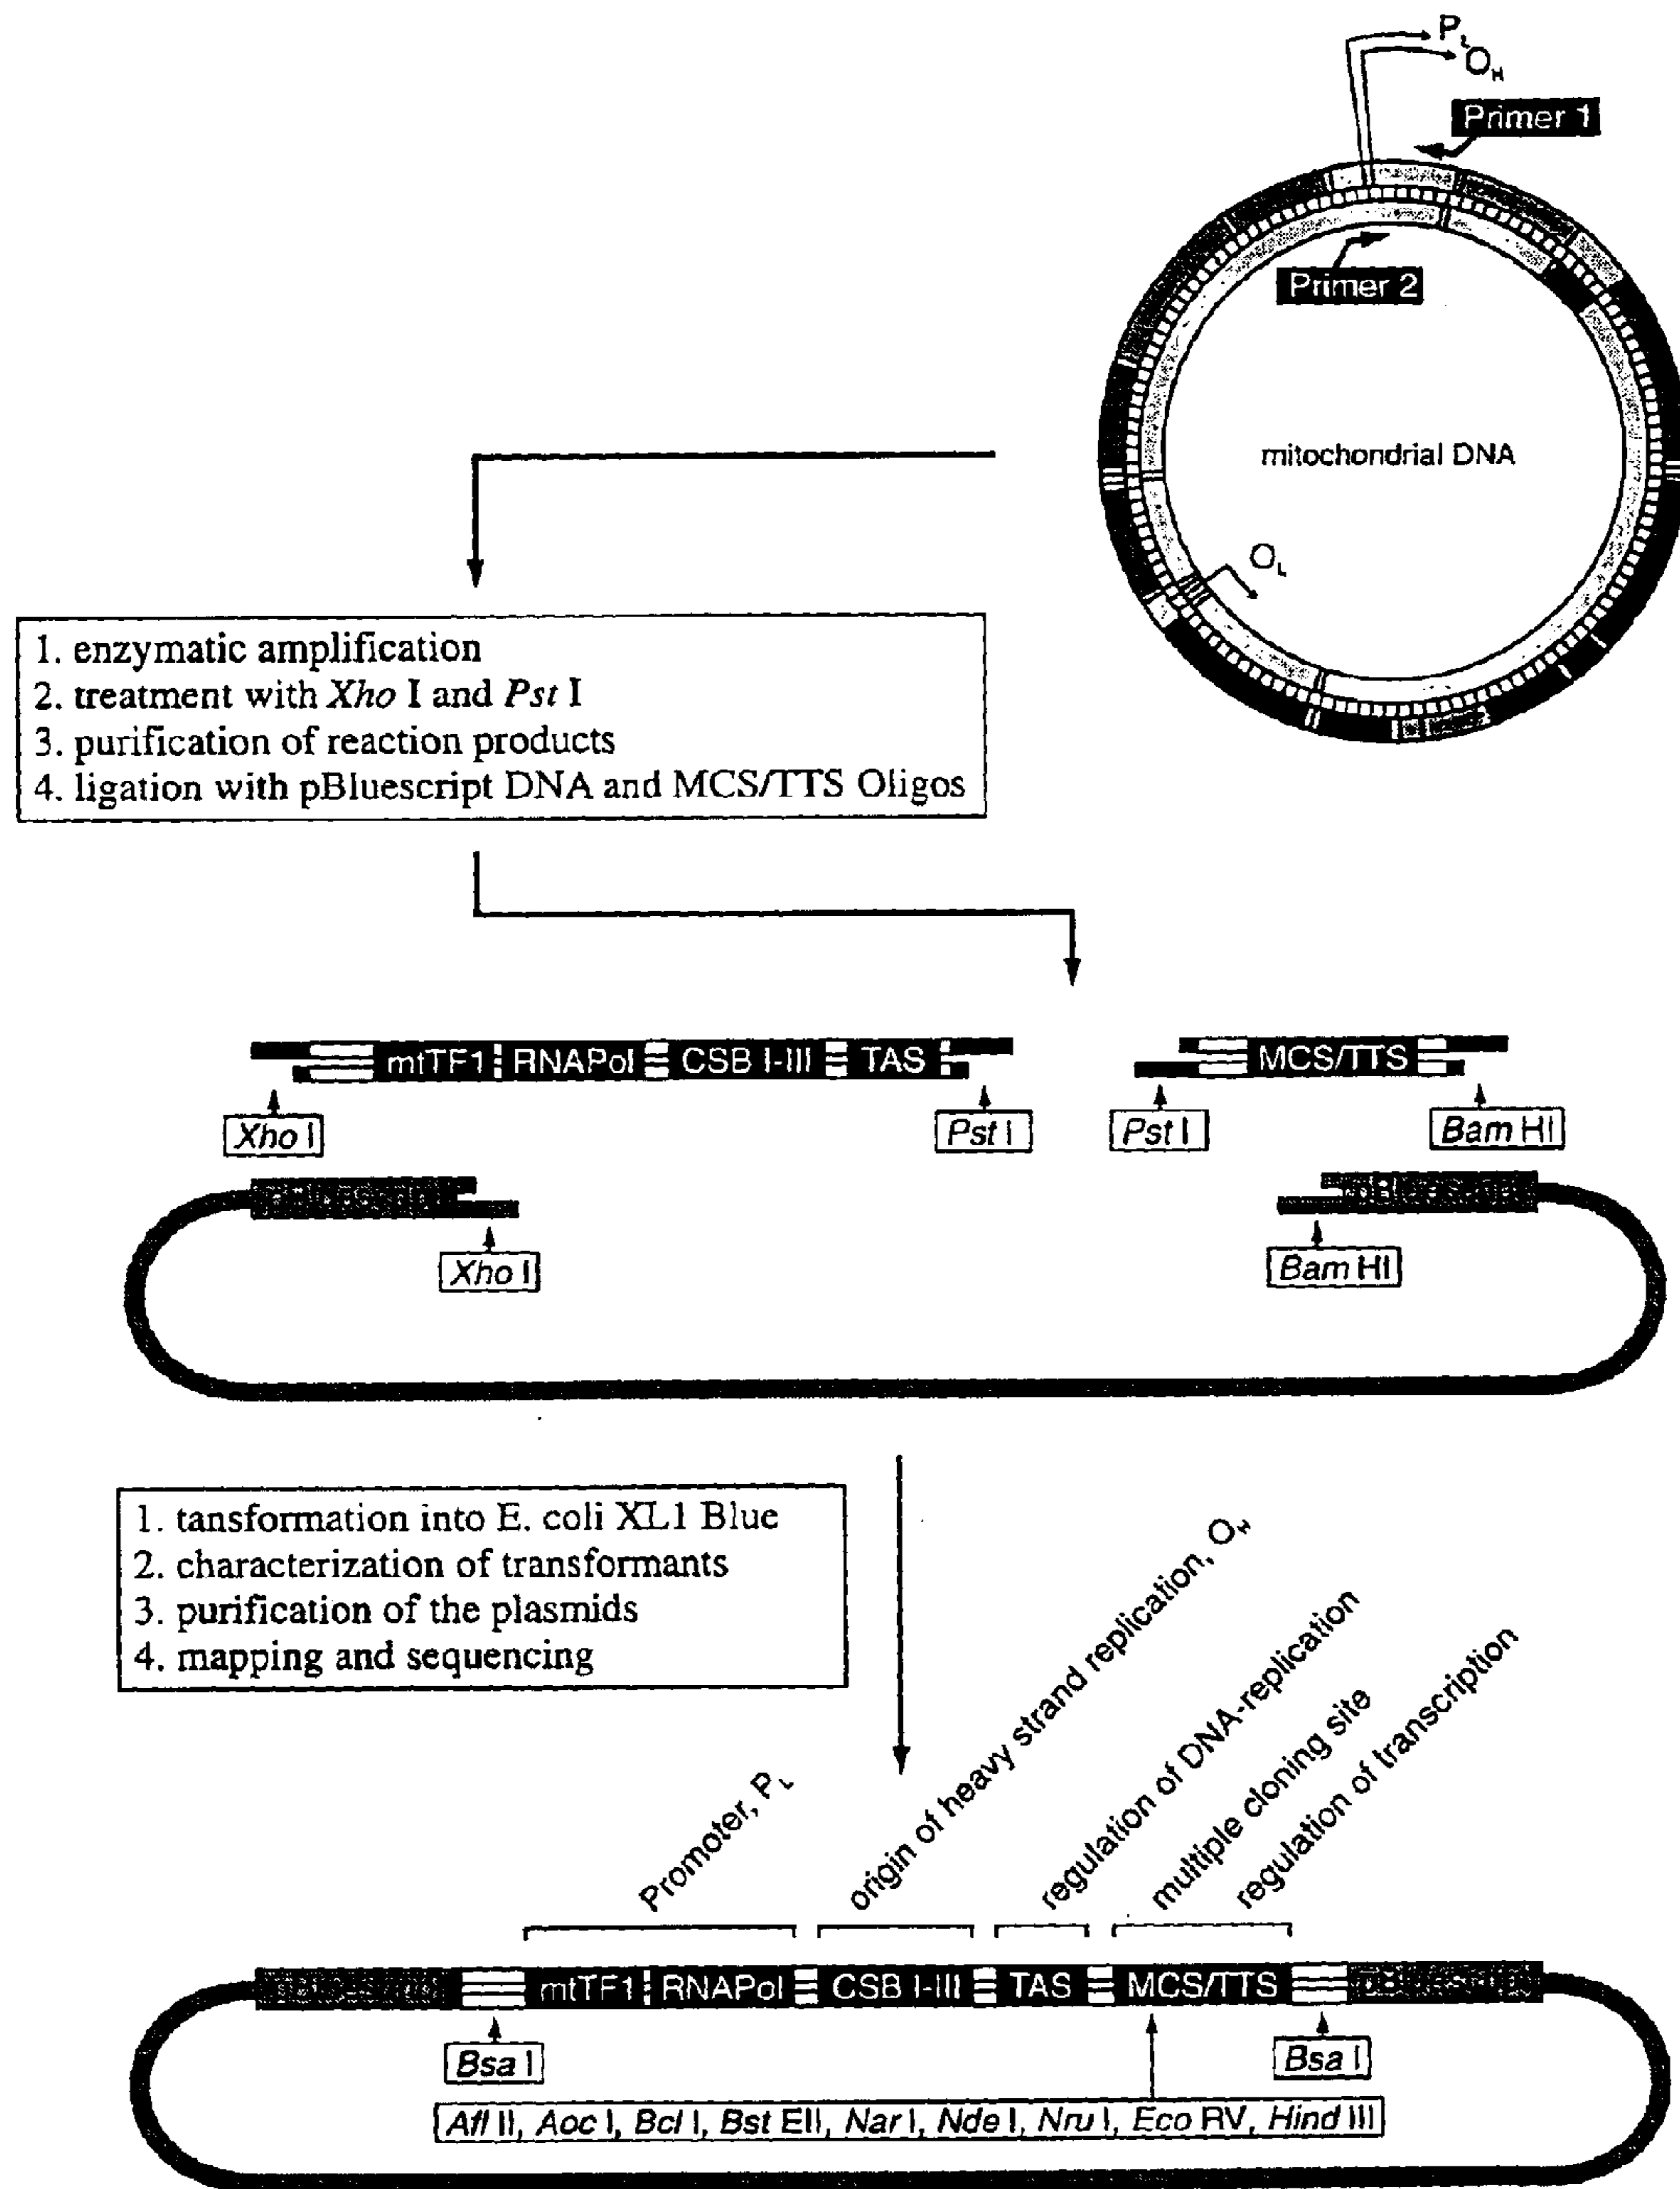 P_L
O_H
Primer 1
Primer 2
mitochondrial DNA
O_L
1. enzymatic amplification
2. treatment with Xho I and Pst I
3. purification of reaction products
4. ligation with pBluescript DNA and MCS/TTS Oligos
mtTF1 RNAPol CSB I-III TAS MCS/TTS
Xho I Pst I Pst I Bam HI
pBluescript pBluescript
Xho I Bam HI
1. tansformation into E. coli XL1 Blue
2. characterization of transformants
3. purification of the plasmids
4. mapping and sequencing
Promoter, P_L
origin of heavy strand replication, O_H
regulation of DNA-replication
multiple cloning site
regulation of transcription
pBluescript mtTF1 RNAPol CSB I-III TAS MCS/TTS pBluescript
Bsa I Bsa I
Afl II, Aoc I, Bcl I, Bst EII, Nar I, Nde I, Nru I, Eco RV, Hind III